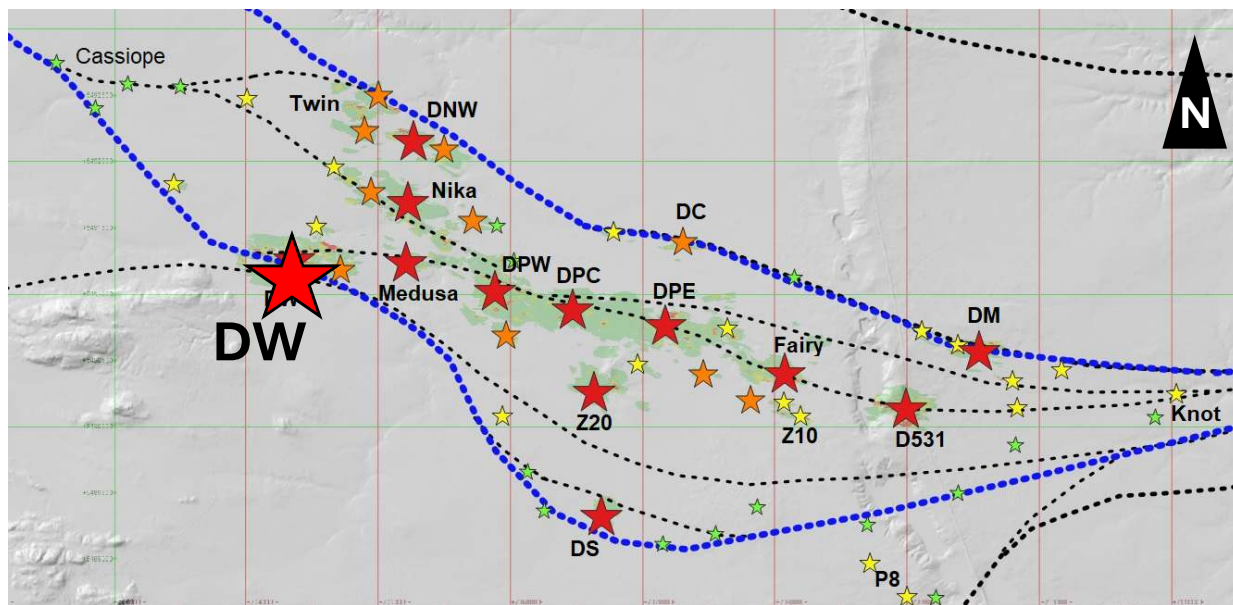 Cassiope
Twin
DNW
N
Nika
DC
DPW
DPC
DPE
Medusa
DM
DW
Fairy
Z20
Z10
D531
Knot
DS
P8